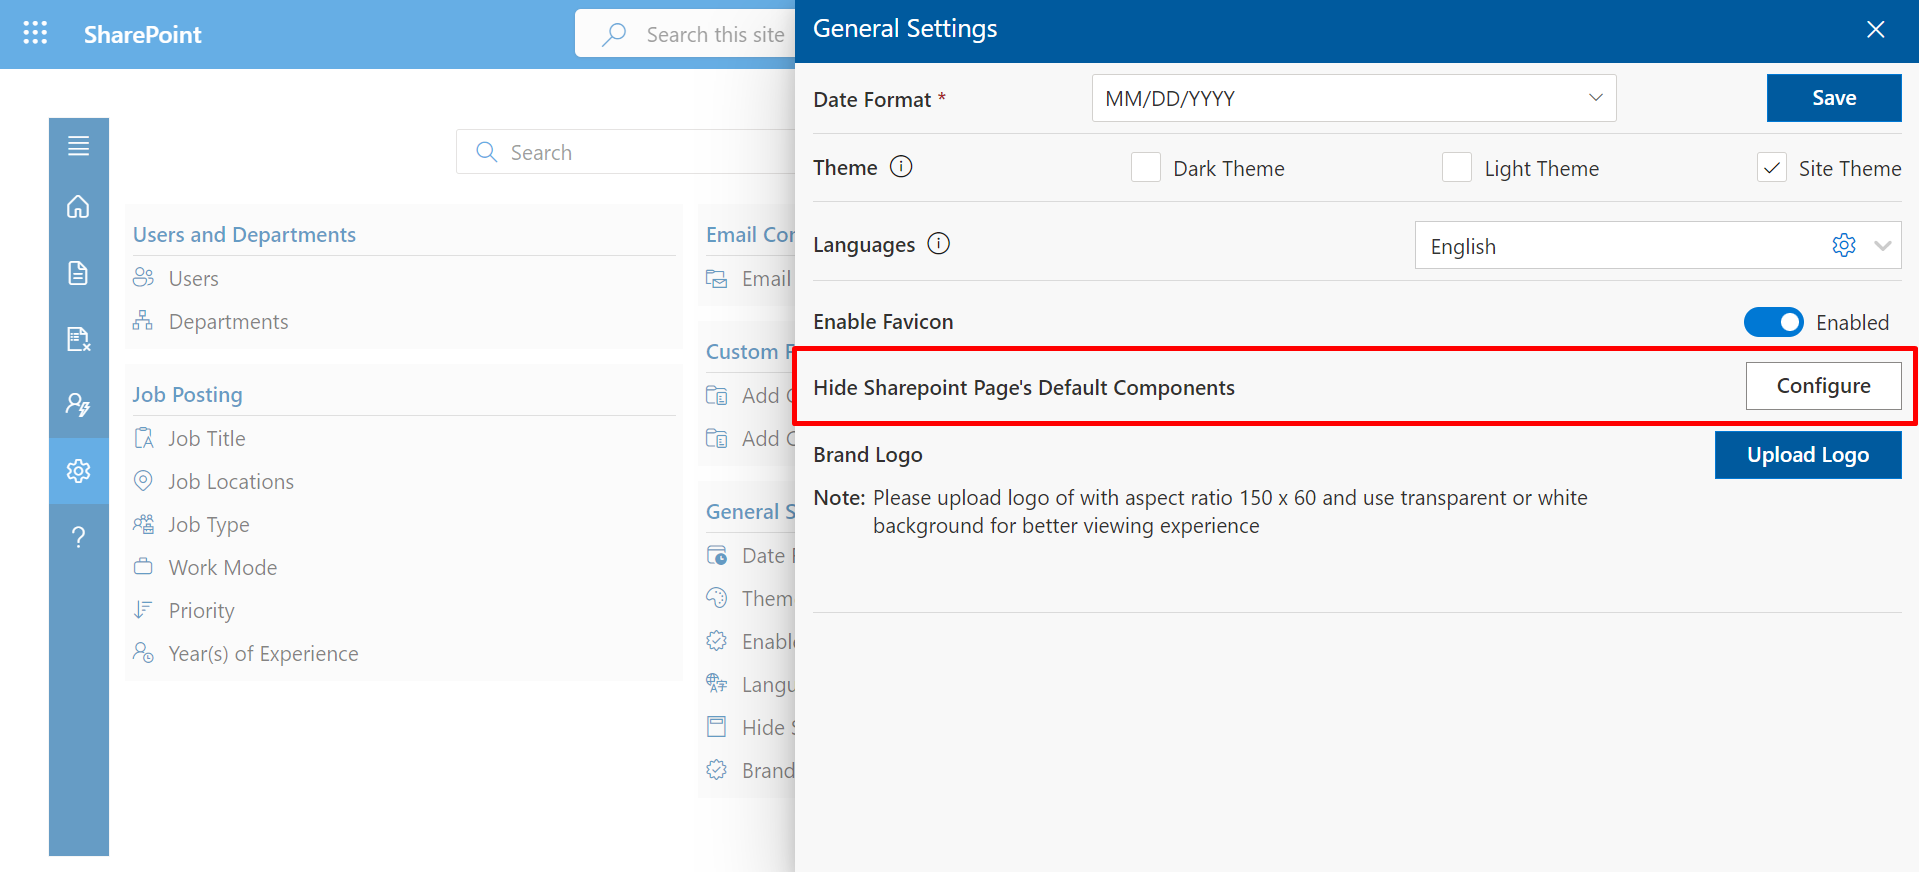 SharePoint
Search this site
Search
Users and Departments
Users
Departments
Job Posting
Job Title
Job Locations
Job Type
Work Mode
Priority
Year(s) of Experience
Email Cor
Email
Custom
Add
Add
General S
Date
Them
Enabl
Langu
Hide
Brand
General Settings
Date Format *
MM/DD/YYYY
Save
Theme
Dark Theme
Light Theme
Site Theme
Languages
English
Enable Favicon
Enabled
Hide Sharepoint Page's Default Components
Configure
Brand Logo
Upload Logo
Note: Please upload logo of with aspect ratio 150 x 60 and use transparent or white
background for better viewing experience